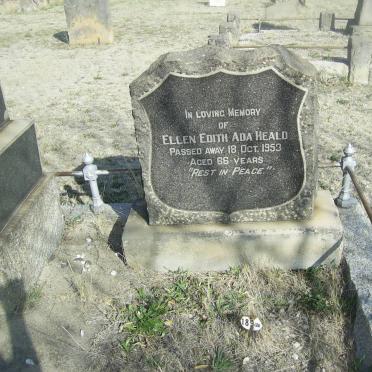 In loving Memory
of
Ellen Edith Ada Heald
Passed away 18 Oct. 1953
Aged 66 years
"Rest in Peace."